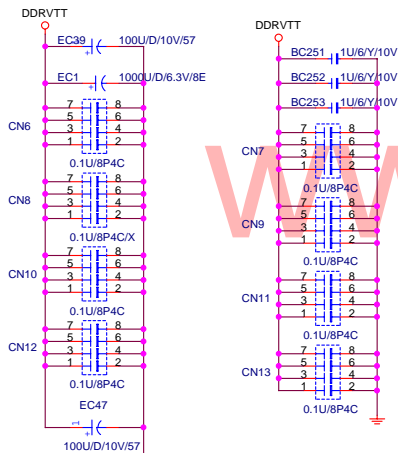 DDRVTT
EC39 100U/D/10V/57
+
EC1 1000U/D/6.3V/8E
+
CN6
7 8
5 6
3 4
1 2
0.1U/8P4C
CN8
7 8
5 6
3 4
1 2
0.1U/8P4C/X
CN10
7 8
5 6
3 4
1 2
0.1U/8P4C
CN12
7 8
5 6
3 4
1 2
0.1U/8P4C
EC47
1
+
100U/D/10V/57
DDRVTT
BC251 1U/6/Y/10V
BC252 1U/6/Y/10V
BC253 1U/6/Y/10V
CN7
7 8
5 6
3 4
1 2
0.1U/8P4C
CN9
7 8
5 6
3 4
1 2
0.1U/8P4C
CN11
7 8
5 6
3 4
1 2
0.1U/8P4C
CN13
7 8
5 6
3 4
1 2
0.1U/8P4C